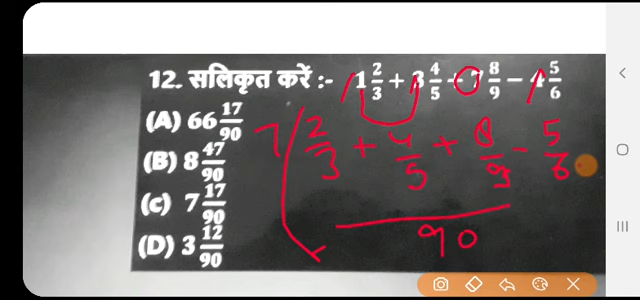 12. सलिकृत करें :- 1 2/3 + 3 4/5 + 7 8/9 - 4 5/6
(A) 66 17/90
(B) 8 47/90
(C) 7 17/90
(D) 3 12/90
7 ( 2/3 + 4/5 + 8/9 - 5/6
90